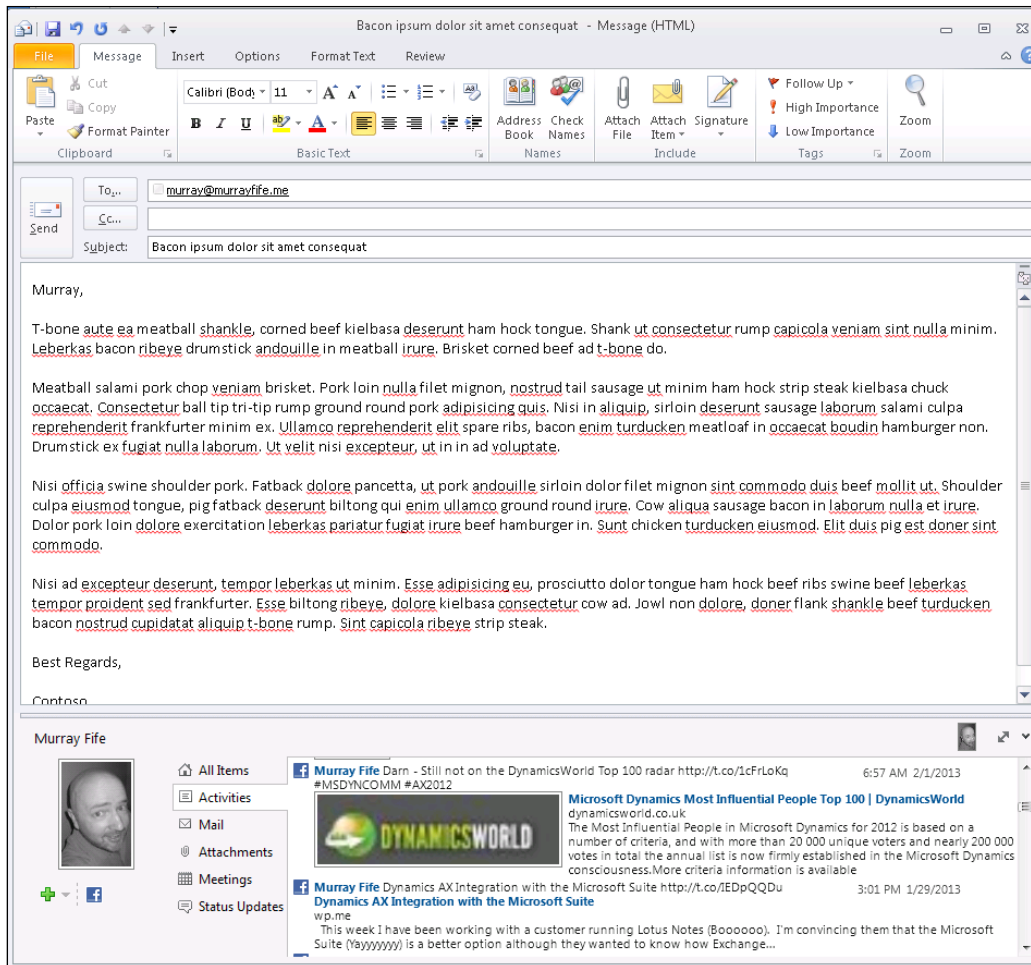 Bacon ipsum dolor sit amet consequat - Message (HTML)
File Message Insert Options Format Text Review
Paste
Cut
Copy
Format Painter
Clipboard
Calibri (Body 11
B I U
Basic Text
Address Book
Check Names
Names
Attach File
Attach Item
Signature
Include
Follow Up
High Importance
Low Importance
Tags
Zoom
Zoom
Send
To...
murray@murrayfife.me
Cc...
Subject:
Bacon ipsum dolor sit amet consequat
Murray,
T-bone aute ea meatball shankle, corned beef kielbasa deserunt ham hock tongue. Shank ut consectetur rump capicola veniam sint nulla minim.
Leberkas bacon ribeye drumstick andouille in meatball irure. Brisket corned beef ad t-bone do.
Meatball salami pork chop veniam brisket. Pork loin nulla filet mignon, nostrud tail sausage ut minim ham hock strip steak kielbasa chuck
occaecat. Consectetur ball tip tri-tip rump ground round pork adipisicing quis. Nisi in aliquip, sirloin deserunt sausage laborum salami culpa
reprehenderit frankfurter minim ex. Ullamco reprehenderit elit spare ribs, bacon enim turducken meatloaf in occaecat boudin hamburger non.
Drumstick ex fugiat nulla laborum. Ut velit nisi excepteur, ut in in ad voluptate.
Nisi officia swine shoulder pork. Fatback dolore pancetta, ut pork andouille sirloin dolor filet mignon sint commodo duis beef mollit ut. Shoulder
culpa eiusmod tongue, pig fatback deserunt biltong qui enim ullamco ground round irure. Cow aliqua sausage bacon in laborum nulla et irure.
Dolor pork loin dolore exercitation leberkas pariatur fugiat irure beef hamburger in. Sunt chicken turducken eiusmod. Elit duis pig est doner sint
commodo.
Nisi ad excepteur deserunt, tempor leberkas ut minim. Esse adipisicing eu, prosciutto dolor tongue ham hock beef ribs swine beef leberkas
tempor proident sed frankfurter. Esse biltong ribeye, dolore kielbasa consectetur cow ad. Jowl non dolore, doner flank shankle beef turducken
bacon nostrud cupidatat aliquip t-bone rump. Sint capicola ribeye strip steak.
Best Regards,
Contoso
Murray Fife
All Items
Activities
Mail
Attachments
Meetings
Status Updates
Murray Fife Darn - Still not on the DynamicsWorld Top 100 radar http://t.co/1cFrLoKq 6:57 AM 2/1/2013
#MSDYNCOMM #AX2012
DYNAMICSWORLD
Microsoft Dynamics Most Influential People Top 100 | DynamicsWorld
dynamicsworld.co.uk
The Most Influential People in Microsoft Dynamics for 2012 is based on a
number of criteria, and with more than 20 000 unique voters and nearly 200 000
votes in total the annual list is now firmly established in the Microsoft Dynamics
consciousness.More criteria information is available
Murray Fife Dynamics AX Integration with the Microsoft Suite http://t.co/IEDpQQDu 3:01 PM 1/29/2013
Dynamics AX Integration with the Microsoft Suite
wp.me
This week I have been working with a customer running Lotus Notes (Boooooo). I'm convincing them that the Microsoft
Suite (Yayyyyyy) is a better option although they wanted to know how Exchange...